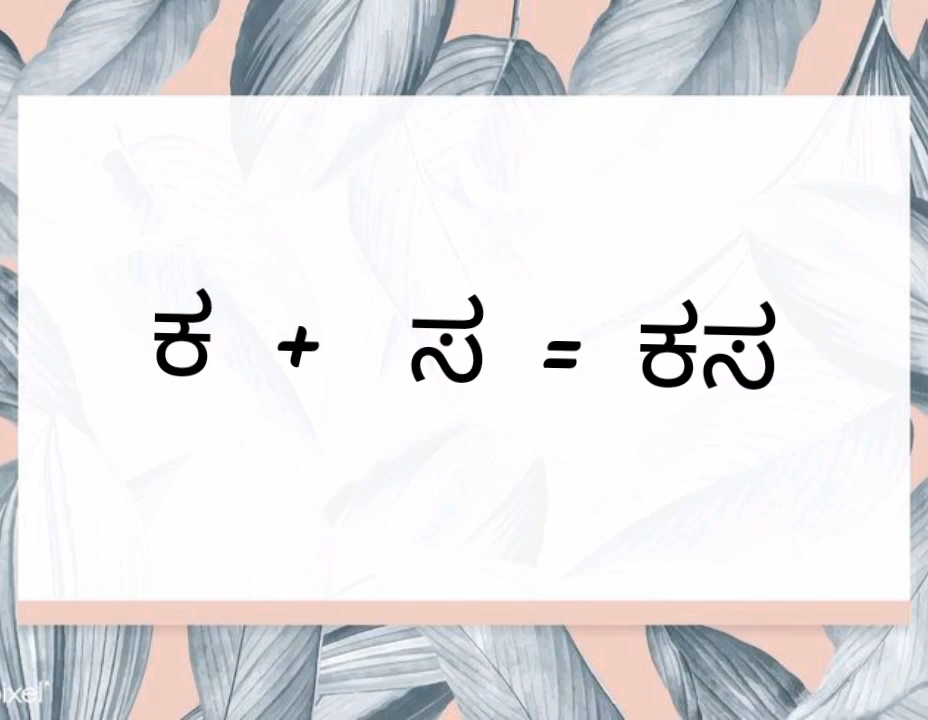 ಕ + ಸ = ಕಸ